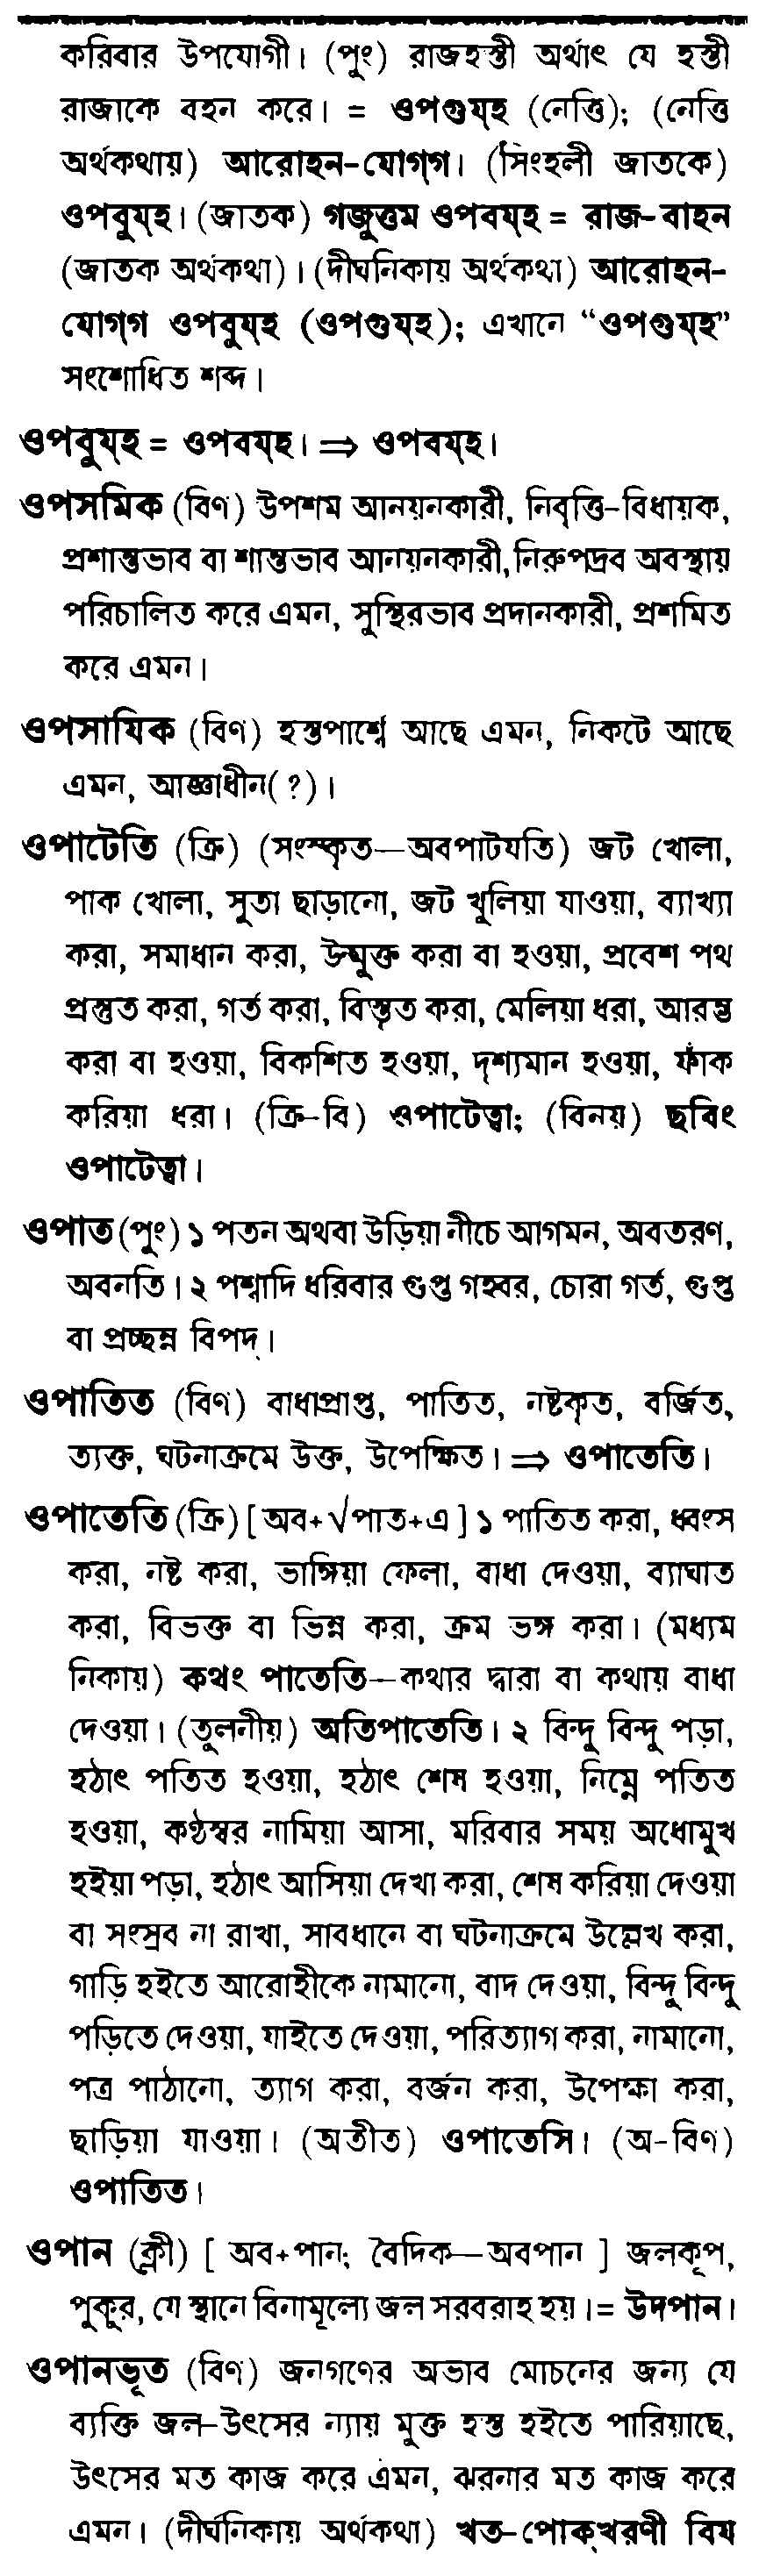 করিবার উপযোগী। (পুং) রাজহস্তী অর্থাৎ যে হস্তী
রাজাকে বহন করে। = ওপগুয্হ (নেত্তি); (নেত্তি
অর্থকথায়) আরোহন-যোগ্গ। (সিংহলী জাতকে)
ওপবুয্হ। (জাতক) গজুত্তম ওপবয্হ = রাজ-বাহন
(জাতক অর্থকথা)। (দীঘনিকায় অর্থকথা) আরোহন-
যোগ্গ ওপবুয্হ (ওপগুয্হ); এখানে “ওপগুয্হ”
সংশোধিত শব্দ।
ওপবুয্হ = ওপবয্হ। ⇒ ওপবয্হ।
ওপসমিক (বিণ) উপশম আনয়নকারী, নিবৃত্তি-বিধায়ক,
প্রশান্তভাব বা শান্তভাব আনয়নকারী, নিরুপদ্রব অবস্থায়
পরিচালিত করে এমন, সুস্থিরভাব প্রদানকারী, প্রশমিত
করে এমন।
ওপসাযিক (বিণ) হস্তপার্শ্বে আছে এমন, নিকটে আছে
এমন, আজ্ঞাধীন(?)।
ওপাটেতি (ক্রি) (সংস্কৃত—অবপাটযতি) জট খোলা,
পাক খোলা, সুতা ছাড়ানো, জট খুলিয়া যাওয়া, ব্যাখ্যা
করা, সমাধান করা, উন্মুক্ত করা বা হওয়া, প্রবেশ পথ
প্রস্তুত করা, গর্ত করা, বিস্তৃত করা, মেলিয়া ধরা, আরম্ভ
করা বা হওয়া, বিকশিত হওয়া, দৃশ্যমান হওয়া, ফাঁক
করিয়া ধরা। (ক্রি-বি) ওপাটেত্বা; (বিনয়) ছবিং
ওপাটেত্বা।
ওপাত (পুং) ১ পতন অথবা উড়িয়া নীচে আগমন, অবতরণ,
অবনতি। ২ পশ্বাদি ধরিবার গুপ্ত গহ্বর, চোরা গর্ত, গুপ্ত
বা প্রচ্ছন্ন বিপদ্।
ওপাতিত (বিণ) বাধাপ্রাপ্ত, পাতিত, নষ্টকৃত, বর্জিত,
ত্যক্ত, ঘটনাক্রমে উক্ত, উপেক্ষিত। ⇒ ওপাতেতি।
ওপাতেতি (ক্রি) [ অব+√পাত+এ ] ১ পাতিত করা, ধ্বংস
করা, নষ্ট করা, ভাঙ্গিয়া ফেলা, বাধা দেওয়া, ব্যাঘাত
করা, বিভক্ত বা ভিন্ন করা, ক্রম ভঙ্গ করা। (মধ্যম
নিকায়) কথং পাতেতি—কথার দ্বারা বা কথায় বাধা
দেওয়া। (তুলনীয়) অতিপাতেতি। ২ বিন্দু বিন্দু পড়া,
হঠাৎ পতিত হওয়া, হঠাৎ শেষ হওয়া, নিম্নে পতিত
হওয়া, কণ্ঠস্বর নামিয়া আসা, মরিবার সময় অধোমুখ
হইয়া পড়া, হঠাৎ আসিয়া দেখা করা, শেষ করিয়া দেওয়া
বা সংস্রব না রাখা, সাবধানে বা ঘটনাক্রমে উল্লেখ করা,
গাড়ি হইতে আরোহীকে নামানো, বাদ দেওয়া, বিন্দু বিন্দু
পড়িতে দেওয়া, যাইতে দেওয়া, পরিত্যাগ করা, নামানো,
পত্র পাঠানো, ত্যাগ করা, বর্জন করা, উপেক্ষা করা,
ছাড়িয়া যাওয়া। (অতীত) ওপাতেসি। (অ-বিণ)
ওপাতিত।
ওপান (ক্লী) [ অব+পান; বৈদিক—অবপান ] জলকূপ,
পুকুর, যে স্থানে বিনামূল্যে জল সরবরাহ হয়।= উদপান।
ওপানভূত (বিণ) জনগণের অভাব মোচনের জন্য যে
ব্যক্তি জল-উৎসের ন্যায় মুক্ত হস্ত হইতে পারিয়াছে,
উৎসের মত কাজ করে এমন, ঝরনার মত কাজ করে
এমন। (দীর্ঘনিকায় অর্থকথা) খত-পোক্খরণী বিয